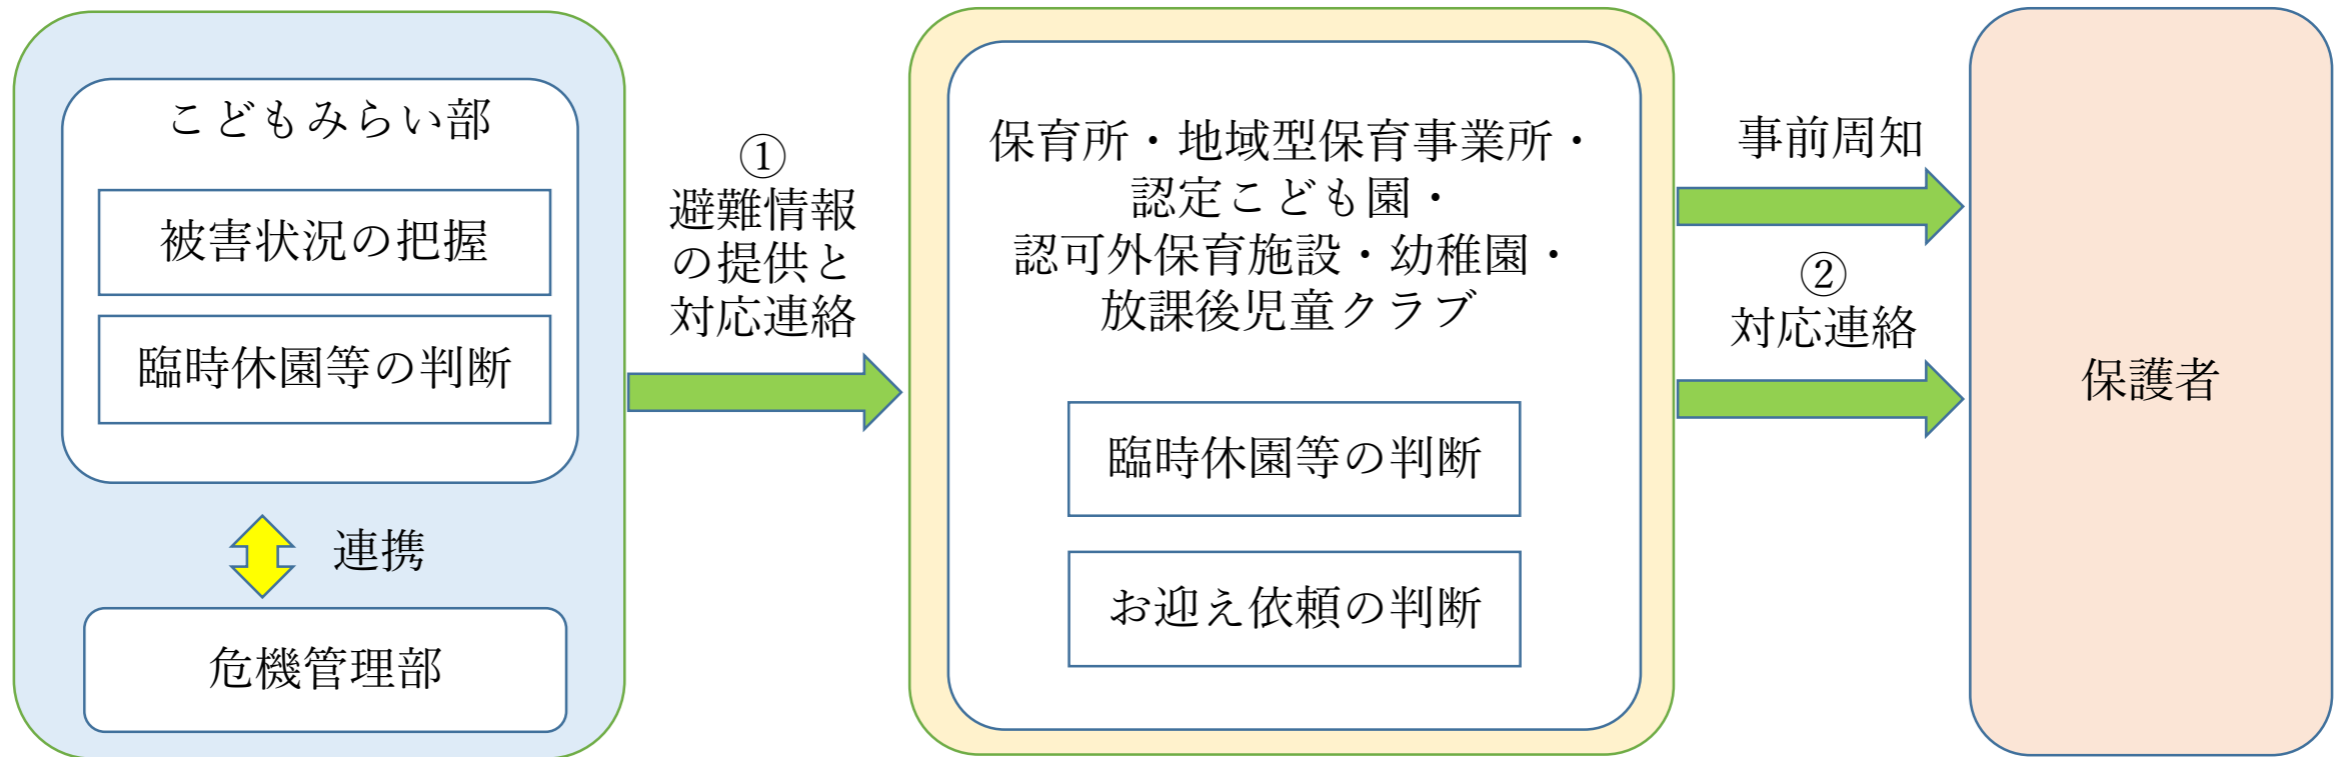 こどもみらい部
被害状況の把握
臨時休園等の判断
連携
危機管理部
①
避難情報
の提供と
対応連絡
保育所・地域型保育事業所・
認定こども園・
認可外保育施設・幼稚園・
放課後児童クラブ
臨時休園等の判断
お迎え依頼の判断
事前周知
②
対応連絡
保護者